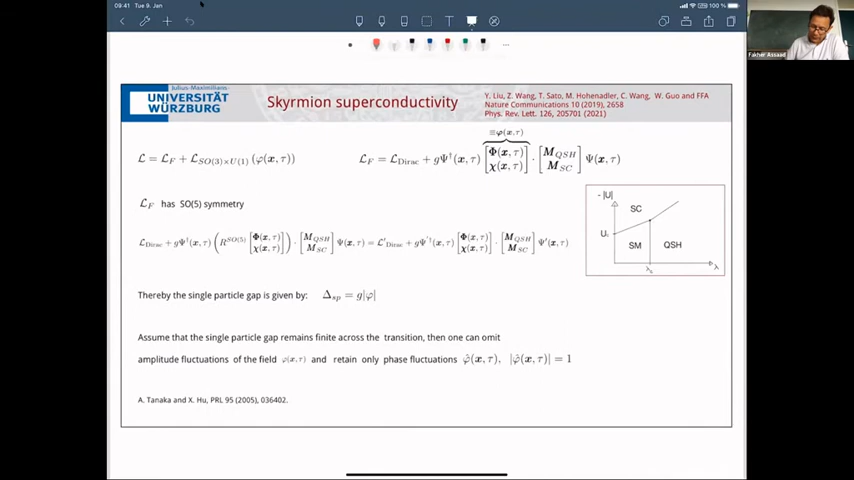 09:41 Tue 9. Jan
100 %
Fakher Assaad
Julius-Maximilians-
UNIVERSITÄT
WÜRZBURG
Skyrmion superconductivity
Y. Liu, Z. Wang, T. Sato, M. Hohenadler, C. Wang, W. Guo and FFA
Nature Communications 10 (2019), 2658
Phys. Rev. Lett. 126, 205701 (2021)
≡φ(x,τ)
ℒ = ℒ_F + ℒ_{SO(3)×U(1)} (φ(x,τ))
ℒ_F = ℒ_Dirac + gΨ†(x,τ) [Φ(x,τ) χ(x,τ)] · [M_QSH M_SC] Ψ(x,τ)
ℒ_F has SO(5) symmetry
ℒ_Dirac + gΨ†(x,τ) (R^{SO(5)} [Φ(x,τ) χ(x,τ)]) · [M_QSH M_SC] Ψ(x,τ) = ℒ'_Dirac + gΨ'†(x,τ) [Φ(x,τ) χ(x,τ)] · [M_QSH M_SC] Ψ'(x,τ)
- |U|
SC
U_c
SM
QSH
λ
Thereby the single particle gap is given by: Δ_sp = g|φ|
Assume that the single particle gap remains finite across the transition, then one can omit
amplitude fluctuations of the field φ(x,τ) and retain only phase fluctuations φ̂(x,τ), |φ̂(x,τ)| = 1
A. Tanaka and X. Hu, PRL 95 (2005), 036402.